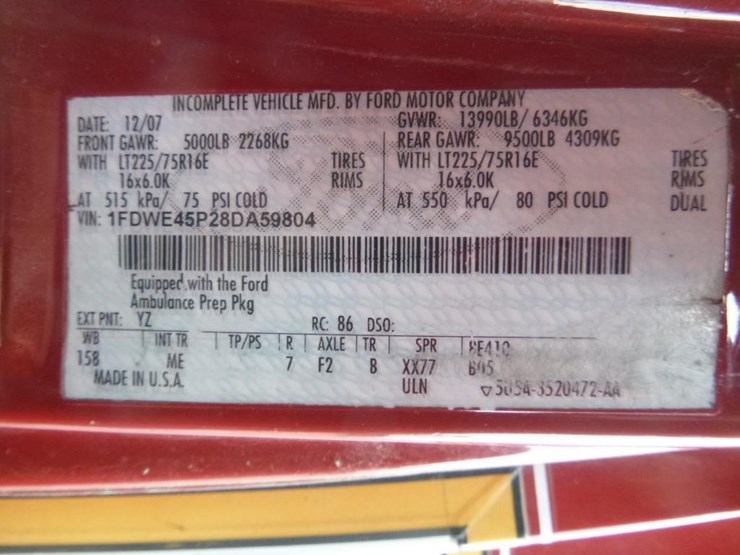 INCOMPLETE VEHICLE MFD. BY FORD MOTOR COMPANY
DATE: 12/07 GVWR: 13990LB/ 6346KG
FRONT GAWR: 5000LB 2268KG REAR GAWR: 9500LB 4309KG
WITH LT225/75R16E TIRES WITH LT225/75R16E TIRES
16x6.0K RIMS 16x6.0K RIMS
AT 515 kPa/ 75 PSI COLD AT 550 kPa/ 80 PSI COLD DUAL
VIN: 1FDWE45P28DA59804
Equipped with the Ford
Ambulance Prep Pkg
EXT PNT: YZ RC: 86 DSO:
WB INT TR TP/PS R AXLE TR SPR
158 ME 7 F2 8 XX77
MADE IN U.S.A. ULN